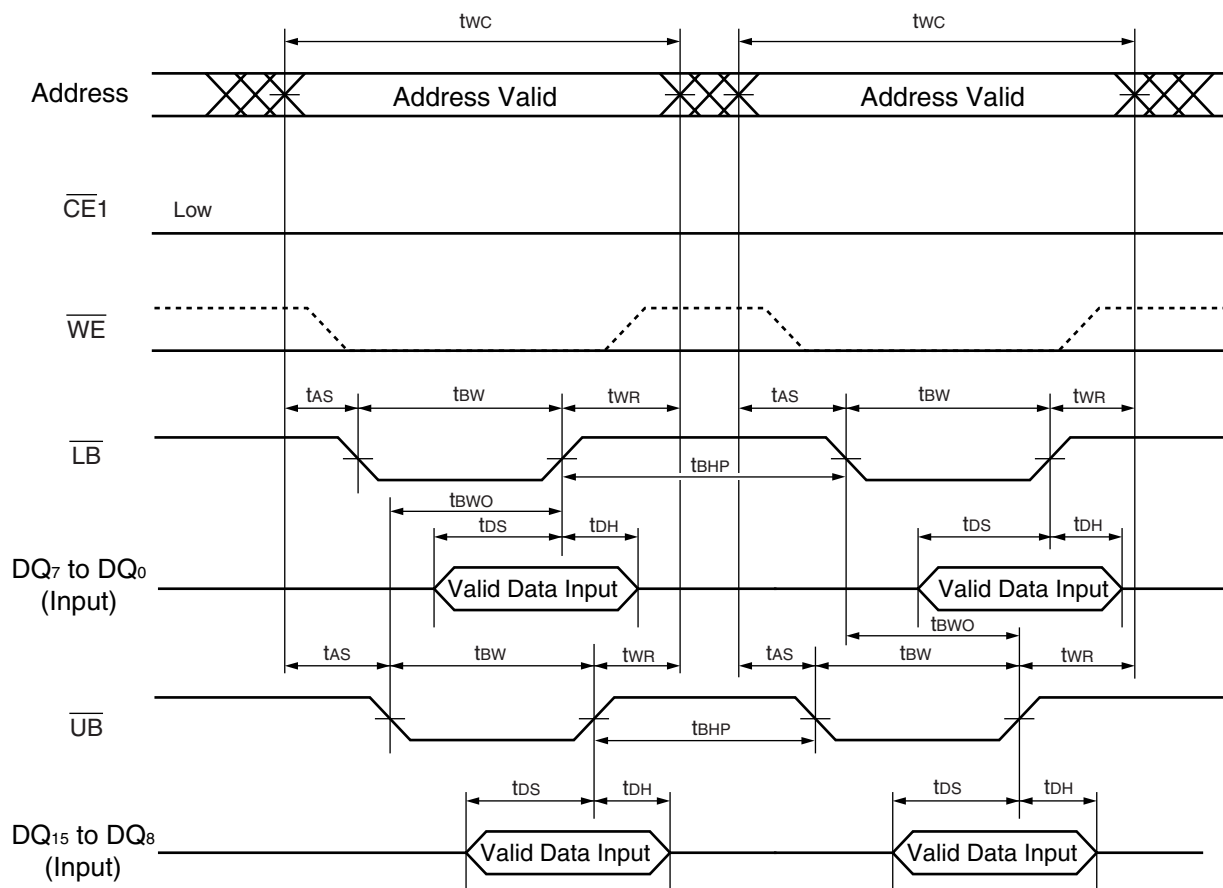 tWC tWC
Address Address Valid Address Valid
CE1 Low
WE
tAS tBW tWR tAS tBW tWR
LB
tBHP
tBWO
tDS tDH tDS tDH
DQ7 to DQ0
(Input)
Valid Data Input Valid Data Input
tBWO
tAS tBW tWR tAS tBW tWR
UB
tBHP
tDS tDH tDS tDH
DQ15 to DQ8
(Input)
Valid Data Input Valid Data Input